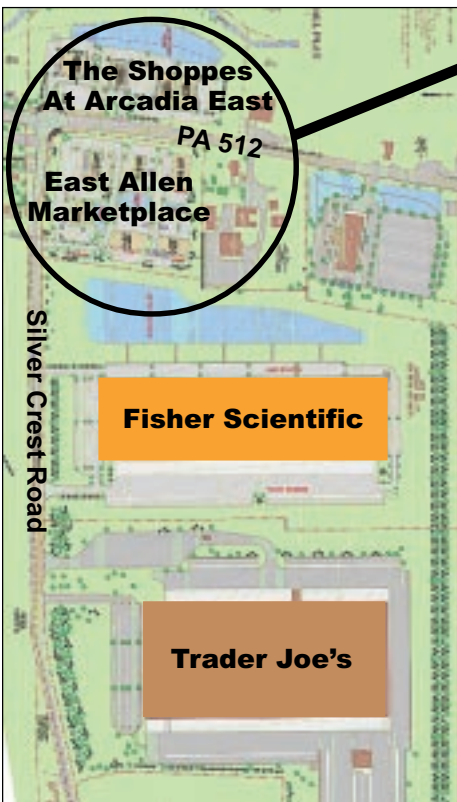 The Shoppes
At Arcadia East
PA 512
East Allen
Marketplace
Silver Crest Road
Fisher Scientific
Trader Joe's